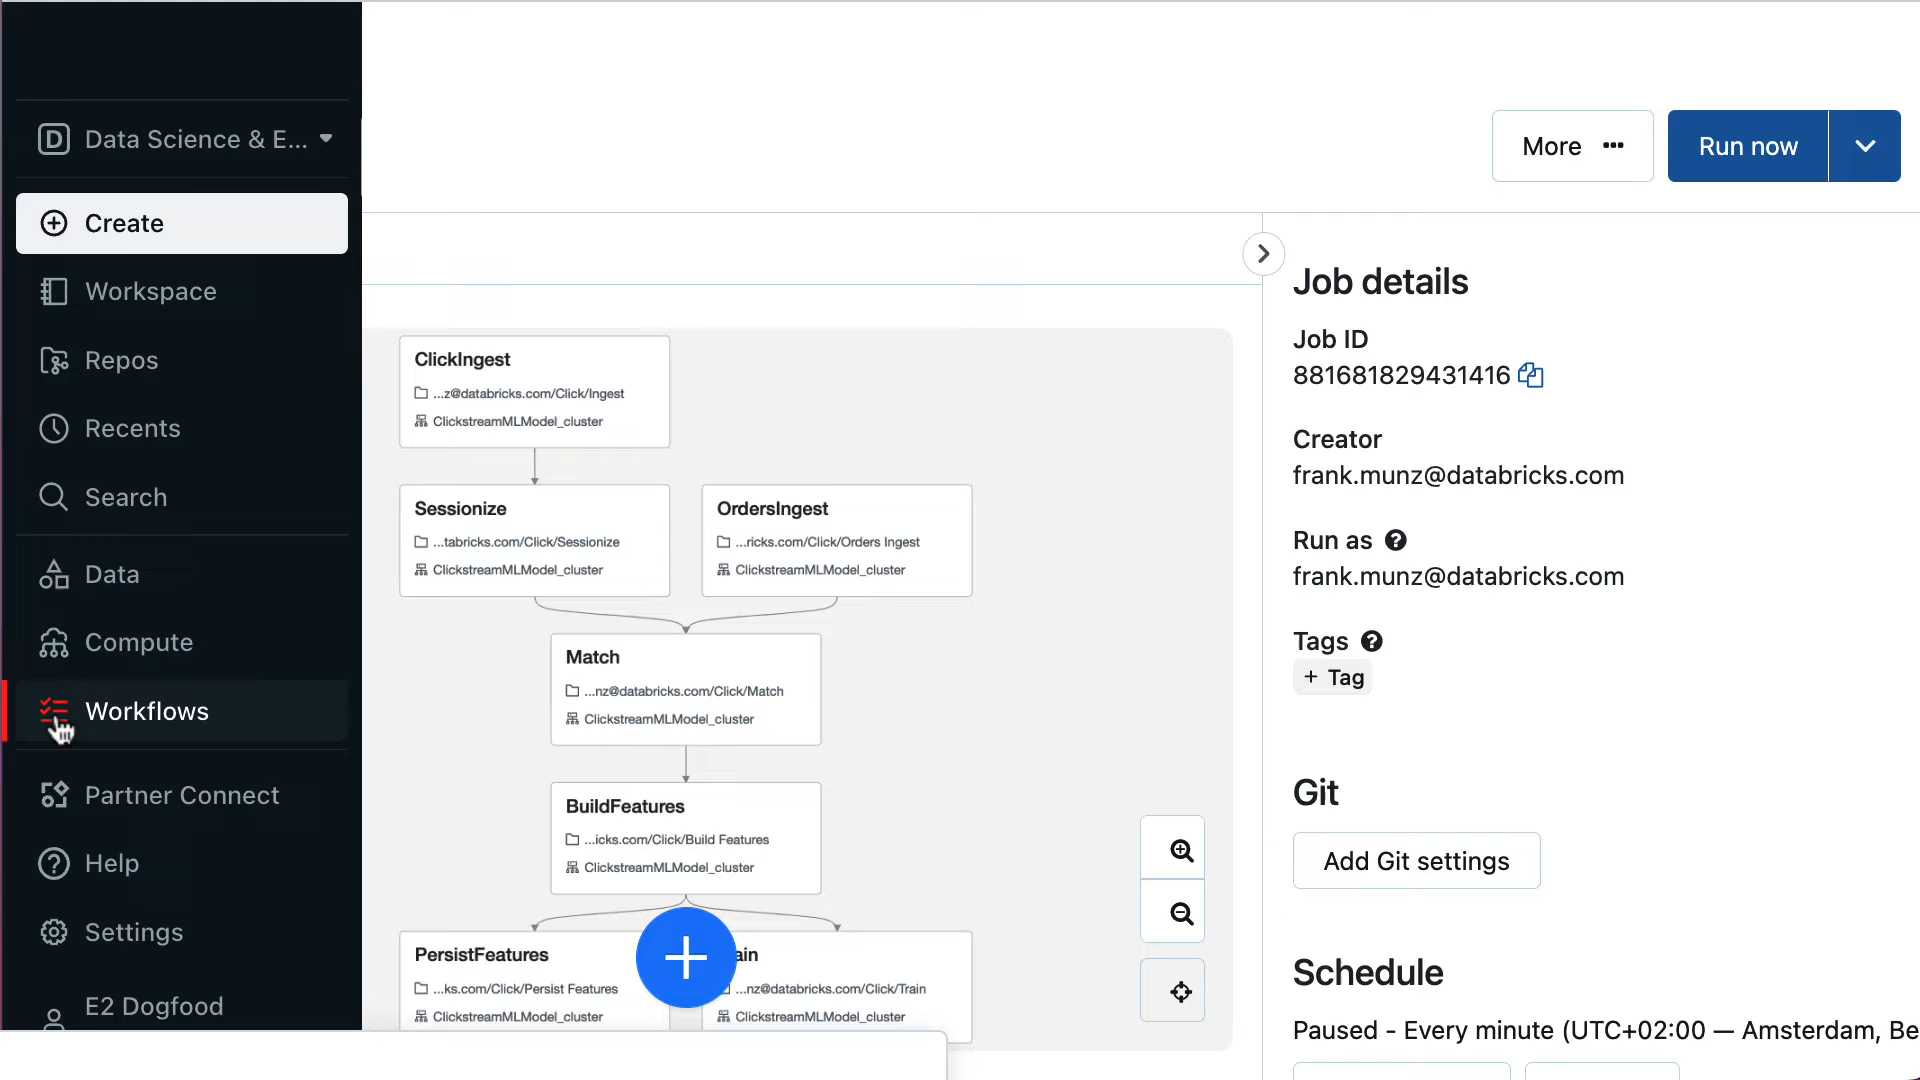 Data Science & E...
Create
Workspace
Repos
Recents
Search
Data
Compute
Workflows
Partner Connect
Help
Settings
E2 Dogfood
More
Run now
ClickIngest
...z@databricks.com/Click/Ingest
ClickstreamMLModel_cluster
Sessionize
...tabricks.com/Click/Sessionize
ClickstreamMLModel_cluster
OrdersIngest
...ricks.com/Click/Orders Ingest
ClickstreamMLModel_cluster
Match
...nz@databricks.com/Click/Match
ClickstreamMLModel_cluster
BuildFeatures
...icks.com/Click/Build Features
ClickstreamMLModel_cluster
PersistFeatures
...ks.com/Click/Persist Features
ClickstreamMLModel_cluster
ain
...nz@databricks.com/Click/Train
ClickstreamMLModel_cluster
Job details
Job ID
881681829431416
Creator
frank.munz@databricks.com
Run as
frank.munz@databricks.com
Tags
+ Tag
Git
Add Git settings
Schedule
Paused - Every minute (UTC+02:00 — Amsterdam, Be